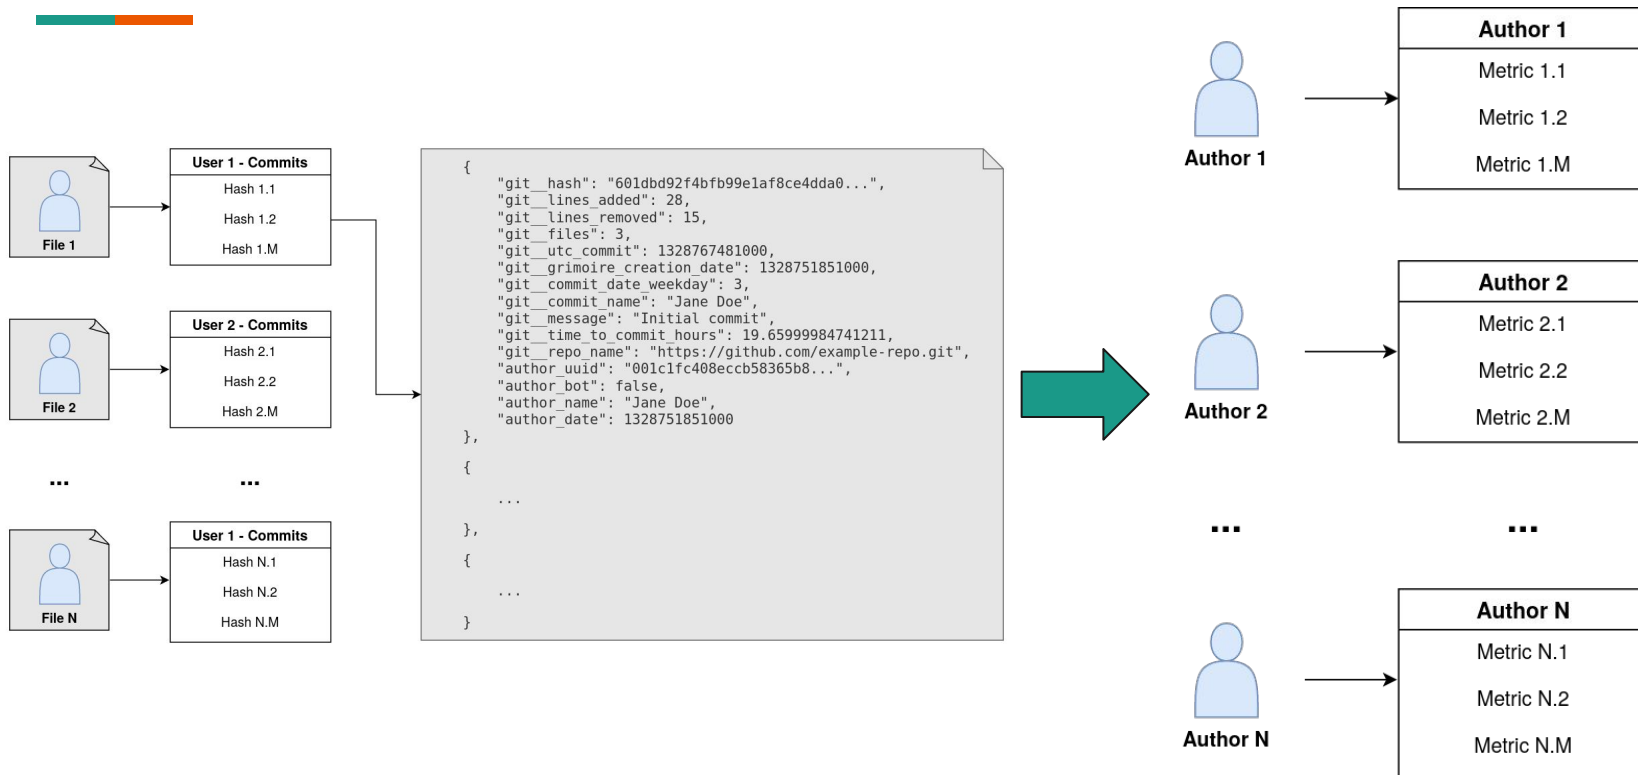 File 1
User 1 - Commits
Hash 1.1
Hash 1.2
Hash 1.M
File 2
User 2 - Commits
Hash 2.1
Hash 2.2
Hash 2.M
...
...
File N
User 1 - Commits
Hash N.1
Hash N.2
Hash N.M
{
"git__hash": "601dbd92f4bfb99e1af8ce4dda0...",
"git__lines_added": 28,
"git__lines_removed": 15,
"git__files": 3,
"git__utc_commit": 1328767481000,
"git__grimoire_creation_date": 1328751851000,
"git__commit_date_weekday": 3,
"git__commit_name": "Jane Doe",
"git__message": "Initial commit",
"git__time_to_commit_hours": 19.65999984741211,
"git__repo_name": "https://github.com/example-repo.git",
"author_uuid": "001c1fc408eccb58365b8...",
"author_bot": false,
"author_name": "Jane Doe",
"author_date": 1328751851000
},
{
...
},
{
...
}
Author 1
Author 1
Metric 1.1
Metric 1.2
Metric 1.M
Author 2
Author 2
Metric 2.1
Metric 2.2
Metric 2.M
...
...
Author N
Author N
Metric N.1
Metric N.2
Metric N.M